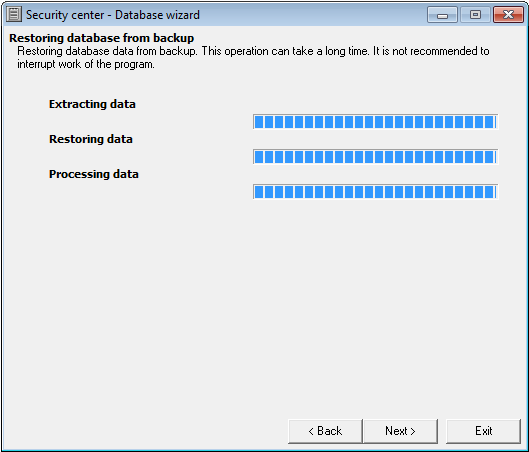 Security center - Database wizard
Restoring database from backup
Restoring database data from backup. This operation can take a long time. It is not recommended to
interrupt work of the program.
Extracting data
Restoring data
Processing data
< Back
Next >
Exit